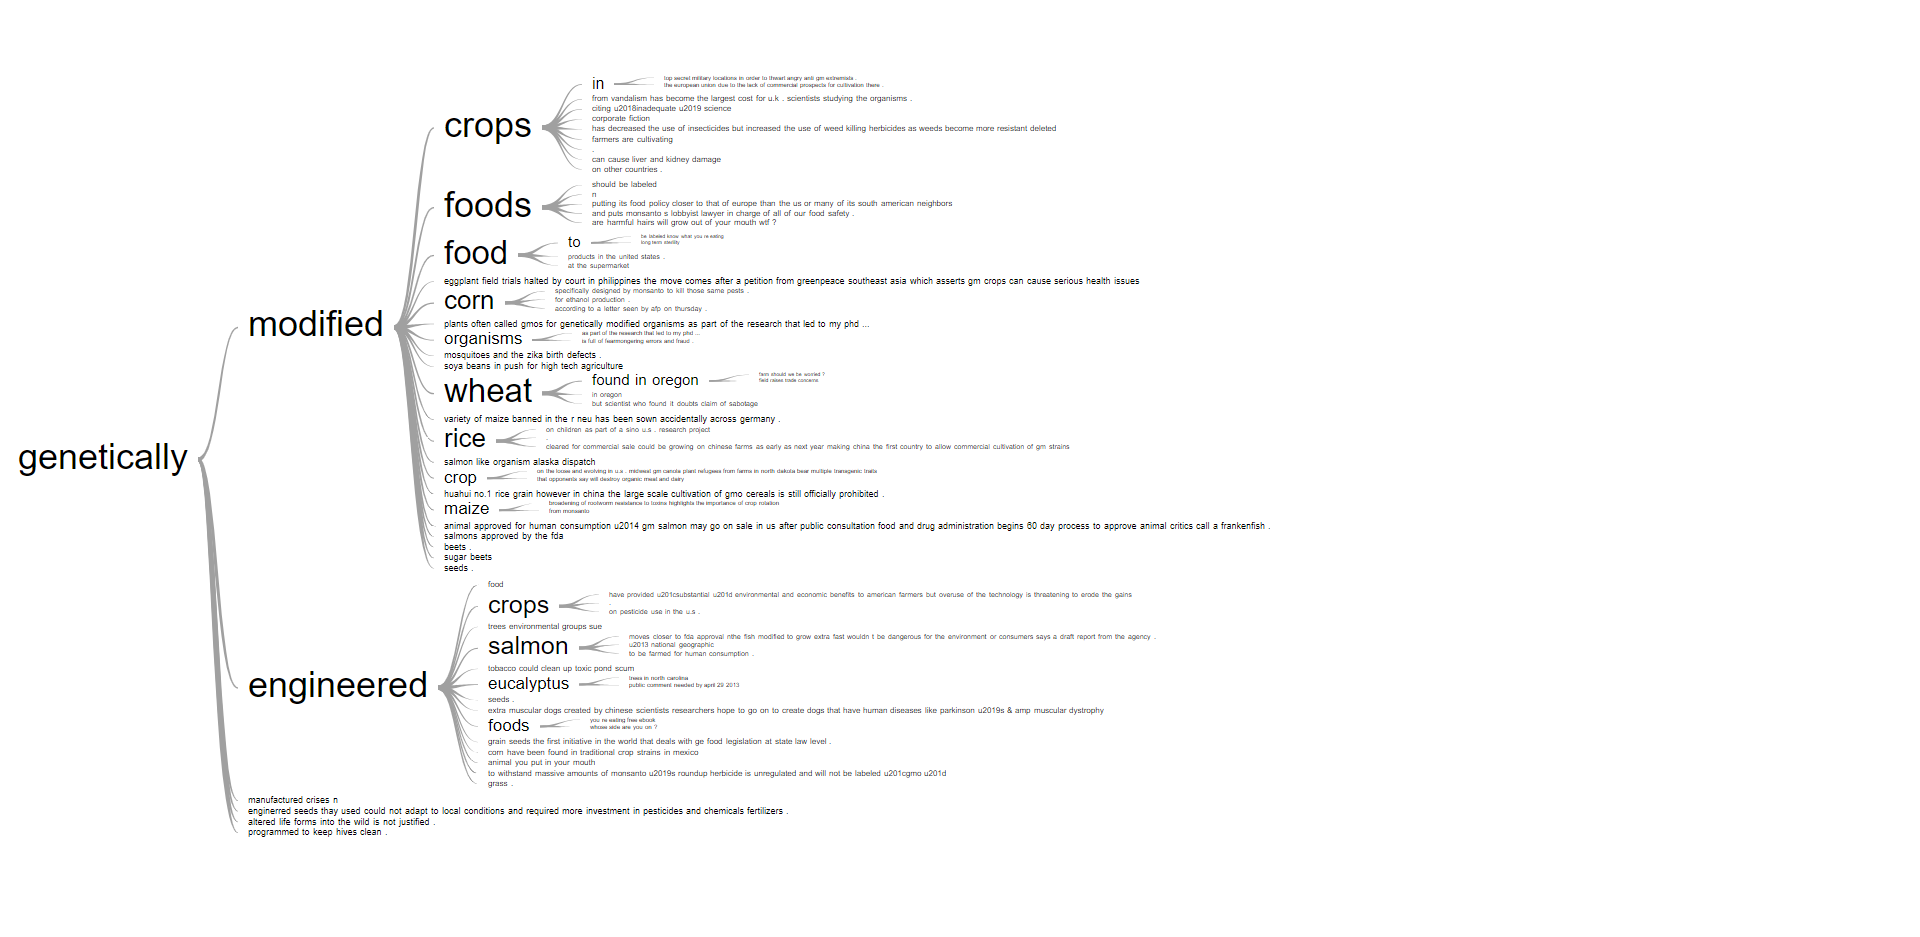 genetically
modified
crops
in
top secret military locations in order to thwart angry anti gm extremists .
the european union due to the lack of commercial prospects for cultivation there .
from vandalism has become the largest cost for u.k . scientists studying the organisms .
citing u2018inadequate u2019 science
corporate fiction
has decreased the use of insecticides but increased the use of weed killing herbicides as weeds become more resistant deleted
farmers are cultivating
.
can cause liver and kidney damage
on other countries .
foods
should be labeled
n
putting its food policy closer to that of europe than the us or many of its south american neighbors
and puts monsanto s lobbyist lawyer in charge of all of our food safety .
are harmful hairs will grow out of your mouth wtf ?
food
to
be labeled know what you re eating
long term sterility
products in the united states .
at the supermarket
eggplant field trials halted by court in philippines the move comes after a petition from greenpeace southeast asia which asserts gm crops can cause serious health issues
corn
specifically designed by monsanto to kill those same pests .
for ethanol production .
according to a letter seen by afp on thursday .
plants often called gmos for genetically modified organisms as part of the research that led to my phd ...
organisms
as part of the research that led to my phd ...
is full of fearmongering errors and fraud .
mosquitoes and the zika birth defects .
soya beans in push for high tech agriculture
wheat
found in oregon
farm should we be worried ?
field raises trade concerns
in oregon
but scientist who found it doubts claim of sabotage
variety of maize banned in the r neu has been sown accidentally across germany .
rice
on children as part of a sino u.s . research project
.
cleared for commercial sale could be growing on chinese farms as early as next year making china the first country to allow commercial cultivation of gm strains
salmon like organism alaska dispatch
crop
on the loose and evolving in u.s . midwest gm canola plant refugees from farms in north dakota bear multiple transgenic traits
that opponents say will destroy organic meat and dairy
huahui no.1 rice grain however in china the large scale cultivation of gmo cereals is still officially prohibited .
maize
broadening of rootworm resistance to toxins highlights the importance of crop rotation
from monsanto
animal approved for human consumption u2014 gm salmon may go on sale in us after public consultation food and drug administration begins 60 day process to approve animal critics call a frankenfish .
salmons approved by the fda
beets .
sugar beets
seeds .
engineered
food
crops
have provided u201csubstantial u201d environmental and economic benefits to american farmers but overuse of the technology is threatening to erode the gains
.
on pesticide use in the u.s .
trees environmental groups sue
salmon
moves closer to fda approval nthe fish modified to grow extra fast wouldn t be dangerous for the environment or consumers says a draft report from the agency .
u2013 national geographic
to be farmed for human consumption .
tobacco could clean up toxic pond scum
eucalyptus
trees in north carolina
public comment needed by april 29 2013
seeds .
extra muscular dogs created by chinese scientists researchers hope to go on to create dogs that have human diseases like parkinson u2019s & amp muscular dystrophy
foods
you re eating free ebook
whose side are you on ?
grain seeds the first initiative in the world that deals with ge food legislation at state law level .
corn have been found in traditional crop strains in mexico
animal you put in your mouth
to withstand massive amounts of monsanto u2019s roundup herbicide is unregulated and will not be labeled u201cgmo u201d
grass .
manufactured crises n
enginerred seeds thay used could not adapt to local conditions and required more investment in pesticides and chemicals fertilizers .
altered life forms into the wild is not justified .
programmed to keep hives clean .